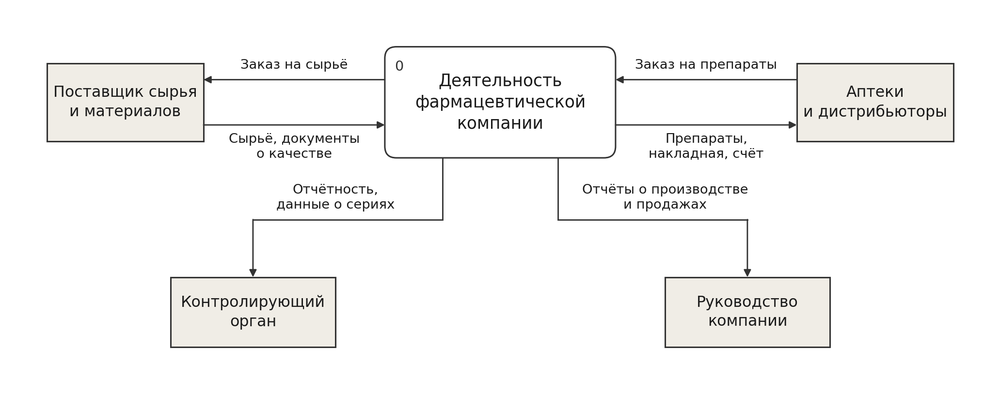 Заказ на сырьё
0
Заказ на препараты
Поставщик сырья
и материалов
Деятельность
фармацевтической
компании
Аптеки
и дистрибьюторы
Сырьё, документы
о качестве
Препараты,
накладная, счёт
Отчётность,
данные о сериях
Отчёты о производстве
и продажах
Контролирующий
орган
Руководство
компании